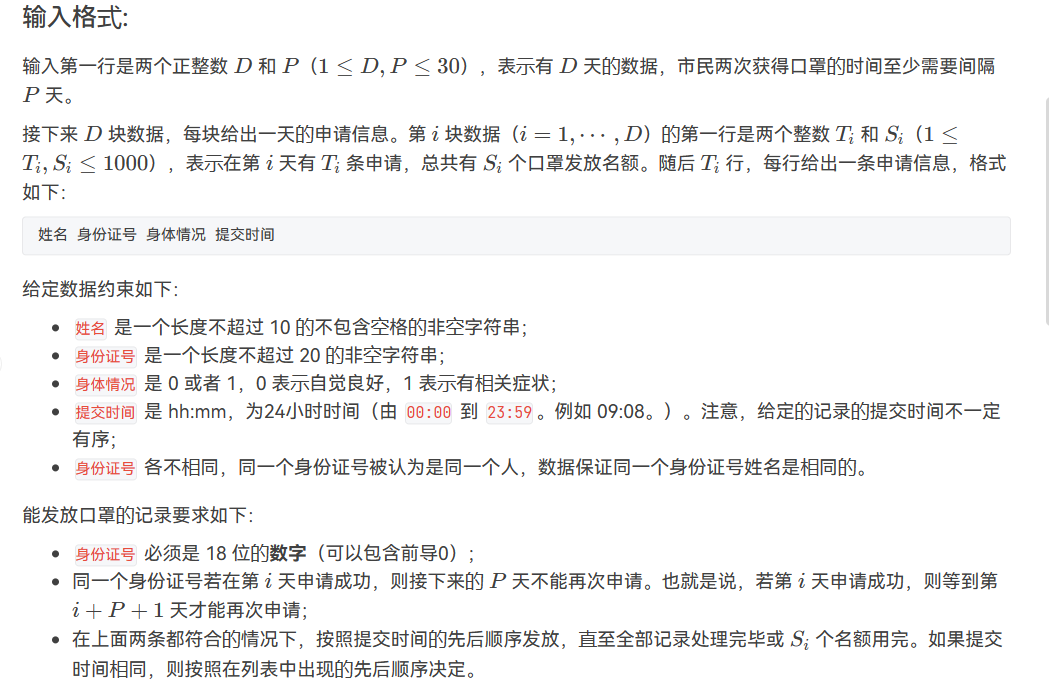 输入格式:
输入第一行是两个正整数 D 和 P（1 ≤ D, P ≤ 30），表示有 D 天的数据，市民两次获得口罩的时间至少需要间隔
P 天。
接下来 D 块数据，每块给出一天的申请信息。第 i 块数据（i = 1, ⋯ , D）的第一行是两个整数 Tᵢ 和 Sᵢ（1 ≤
Tᵢ, Sᵢ ≤ 1000），表示在第 i 天有 Tᵢ 条申请，总共有 Sᵢ 个口罩发放名额。随后 Tᵢ 行，每行给出一条申请信息，格式
如下:
姓名 身份证号 身体情况 提交时间
给定数据约束如下:
• 姓名 是一个长度不超过 10 的不包含空格的非空字符串;
• 身份证号 是一个长度不超过 20 的非空字符串;
• 身体情况 是 0 或者 1，0 表示自觉良好，1 表示有相关症状;
• 提交时间 是 hh:mm，为24小时时间（由 00:00 到 23:59 。例如 09:08。）。注意，给定的记录的提交时间不一定
有序;
• 身份证号 各不相同，同一个身份证号被认为是同一个人，数据保证同一个身份证号姓名是相同的。
能发放口罩的记录要求如下:
• 身份证号 必须是 18 位的数字（可以包含前导0）;
• 同一个身份证号若在第 i 天申请成功，则接下来的 P 天不能再次申请。也就是说，若第 i 天申请成功，则等到第
i + P + 1 天才能再次申请;
• 在上面两条都符合的情况下，按照提交时间的先后顺序发放，直至全部记录处理完毕或 Sᵢ 个名额用完。如果提交
时间相同，则按照在列表中出现的先后顺序决定。